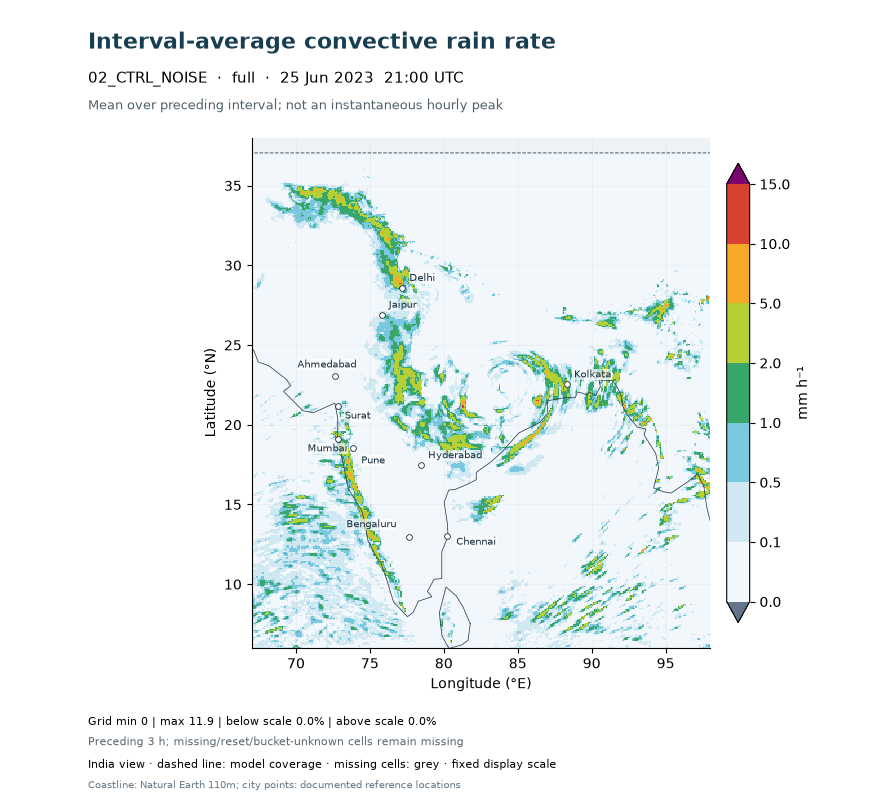 Interval-average convective rain rate
02_CTRL_NOISE · full · 25 Jun 2023 21:00 UTC
Mean over preceding interval; not an instantaneous hourly peak
35
30
25
20
15
10
Latitude (°N)
70
75
80
85
90
95
Longitude (°E)
Delhi
Jaipur
Ahmedabad
Kolkata
Surat
Mumbai
Pune
Hyderabad
Bengaluru
Chennai
15.0
10.0
5.0
2.0
1.0
0.5
0.1
0.0
mm h⁻¹
Grid min 0 | max 11.9 | below scale 0.0% | above scale 0.0%
Preceding 3 h; missing/reset/bucket-unknown cells remain missing
India view · dashed line: model coverage · missing cells: grey · fixed display scale
Coastline: Natural Earth 110m; city points: documented reference locations